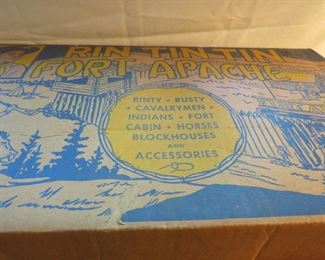 RIN·TIN·TIN
FORT APACHE
RINTY · RUSTY
· CAVALRYMEN ·
INDIANS · FORT
CABIN · HORSES
BLOCKHOUSES
AND
ACCESSORIES